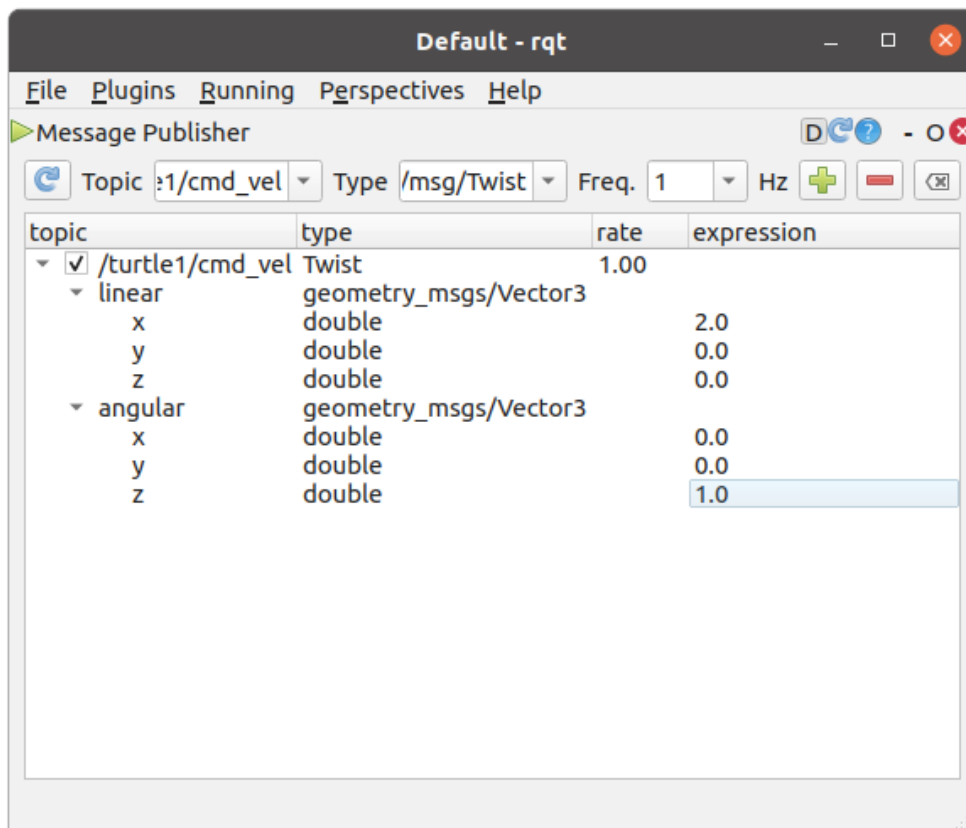 Default - rqt
File Plugins Running Perspectives Help
Message Publisher D - O
Topic e1/cmd_vel Type /msg/Twist Freq. 1 Hz
topic type rate expression
/turtle1/cmd_vel Twist 1.00
linear geometry_msgs/Vector3
x double 2.0
y double 0.0
z double 0.0
angular geometry_msgs/Vector3
x double 0.0
y double 0.0
z double 1.0